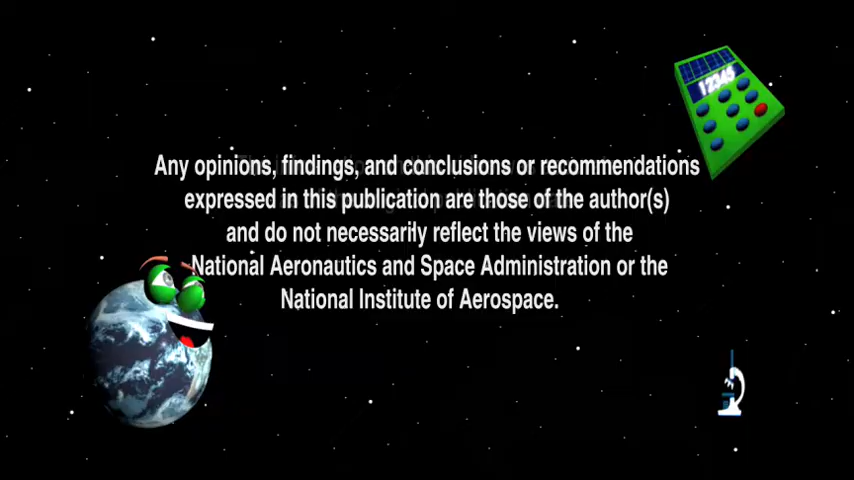 12345
Any opinions, findings, and conclusions or recommendations
expressed in this publication are those of the author(s)
and do not necessarily reflect the views of the
National Aeronautics and Space Administration or the
National Institute of Aerospace.